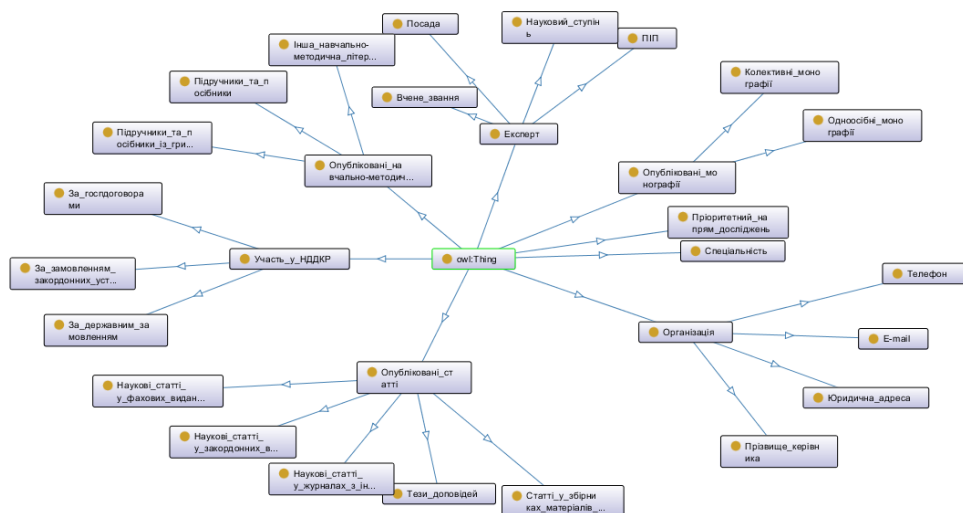 Посада
Науковий_ступін
ь
ПІП
Інша_навчально-
методична_літер...
Колективні_моно
графії
Підручники_та_п
осібники
Вчене_звання
Одноосібні_моно
графії
Підручники_та_п
осібники_із_гри...
Експерт
Опубліковані_на
вчально-методич...
Опубліковані_мо
нографії
За_госпдоговора
ми
Пріоритетний_на
прям_досліджень
Спеціальність
Участь_у_НДДКР
owl:Thing
За_замовленням_
закордонних_уст...
Телефон
За_державним_за
мовленням
Організація
E-mail
Опубліковані_ст
атті
Наукові_статті_
у_фахових_видан...
Юридична_адреса
Наукові_статті_
у_закордонних_в...
Прізвище_керівн
ика
Наукові_статті_
у_журналах_з_ін...
Тези_доповідей
Статті_у_збірни
ках_матеріалів_...